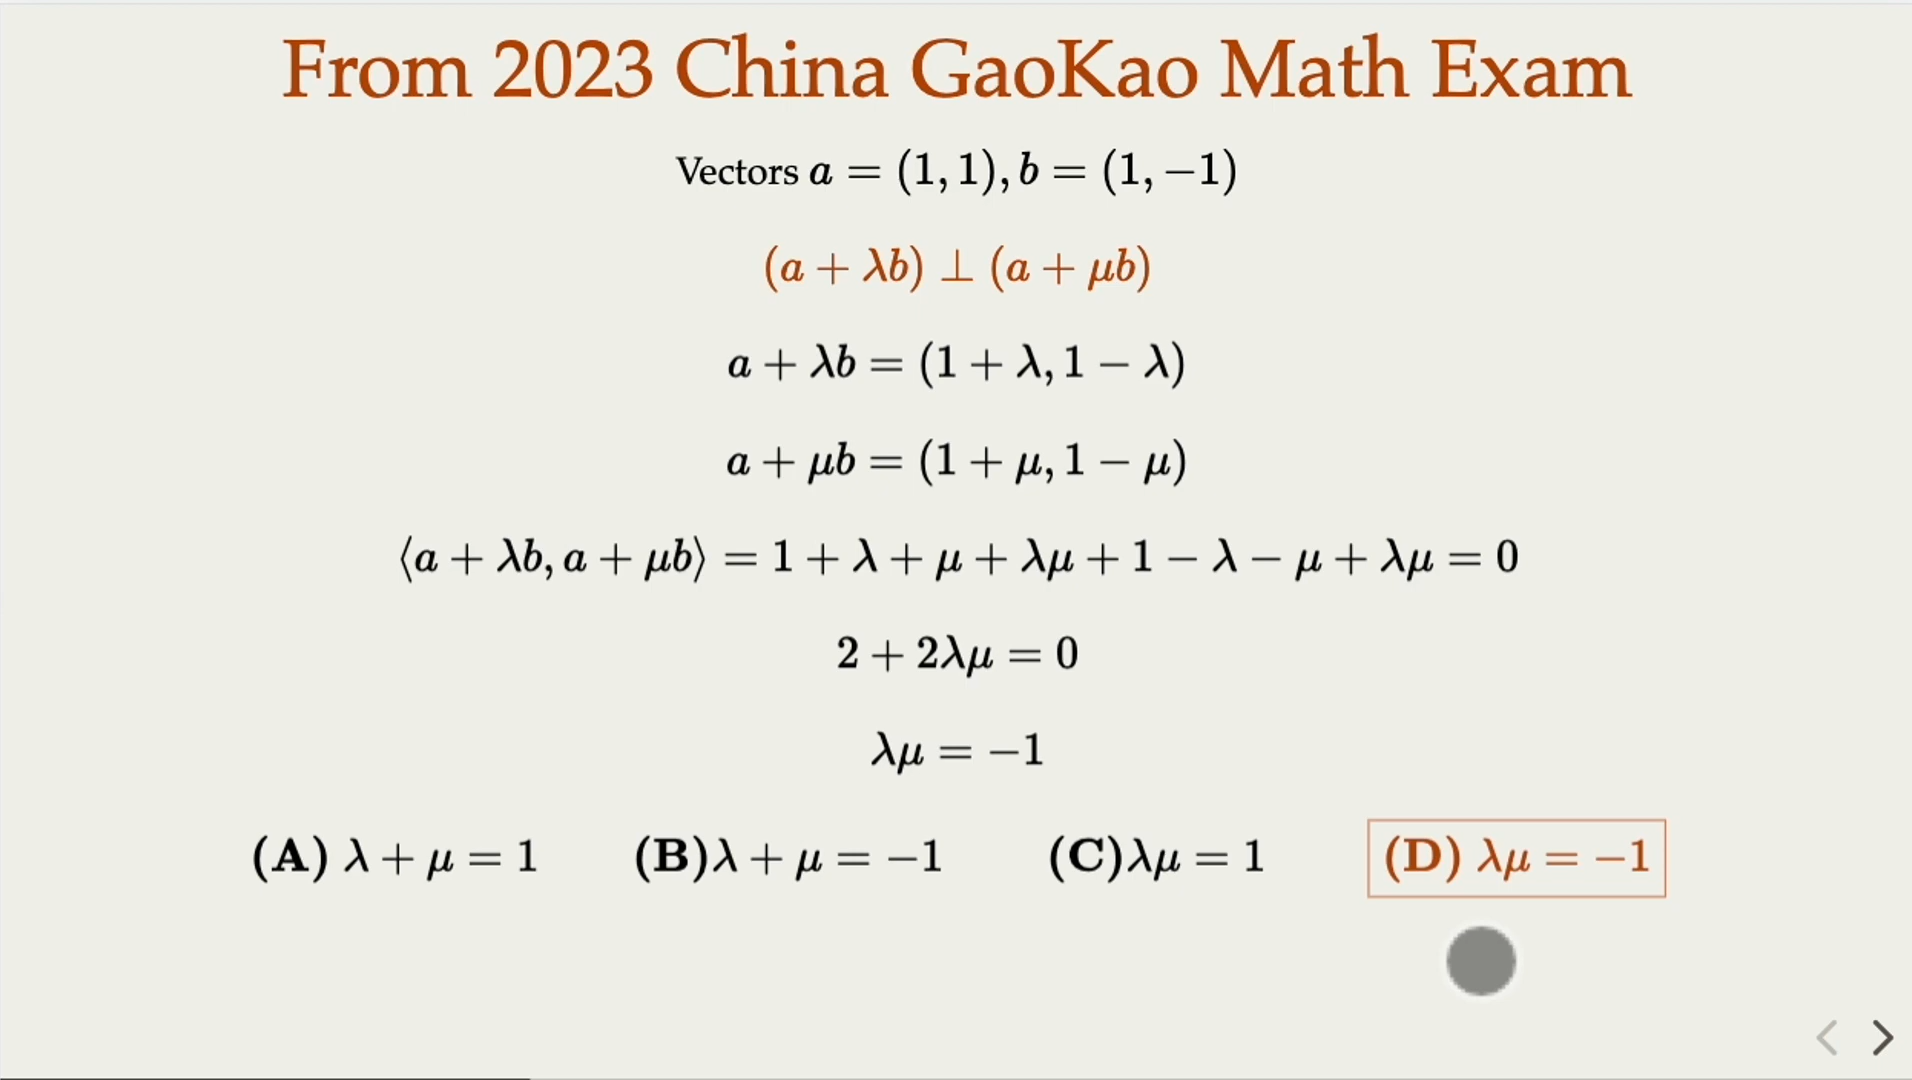 From 2023 China GaoKao Math Exam
Vectors a = (1, 1), b = (1, −1)
(a + λb) ⊥ (a + μb)
a + λb = (1 + λ, 1 − λ)
a + μb = (1 + μ, 1 − μ)
⟨a + λb, a + μb⟩ = 1 + λ + μ + λμ + 1 − λ − μ + λμ = 0
2 + 2λμ = 0
λμ = −1
(A) λ + μ = 1 (B)λ + μ = −1 (C)λμ = 1 (D) λμ = −1